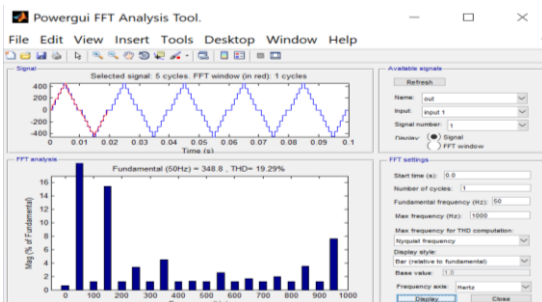 Powergui FFT Analysis Tool.
File Edit View Insert Tools Desktop Window Help
Signal
Selected signal: 5 cycles. FFT window (in red): 1 cycles
400
200
0
-200
-400
0 0.01 0.02 0.03 0.04 0.05 0.06 0.07 0.08 0.09 0.1
Time (s)
FFT analysis
Fundamental (50Hz) = 348.8 , THD= 19.29%
Mag (% of Fundamental)
16
14
12
10
8
6
4
2
0
0 100 200 300 400 500 600 700 800 900 1000
Available signals
Refresh
Name: out
Input: input 1
Signal number: 1
Display: Signal
FFT window
FFT settings
Start time (s): 0.0
Number of cycles: 1
Fundamental frequency (Hz): 50
Max frequency (Hz): 1000
Max frequency for THD computation:
Nyquist frequency
Display style:
Bar (relative to fundamental)
Base value: 1.0
Frequency axis: Hertz
Display Close